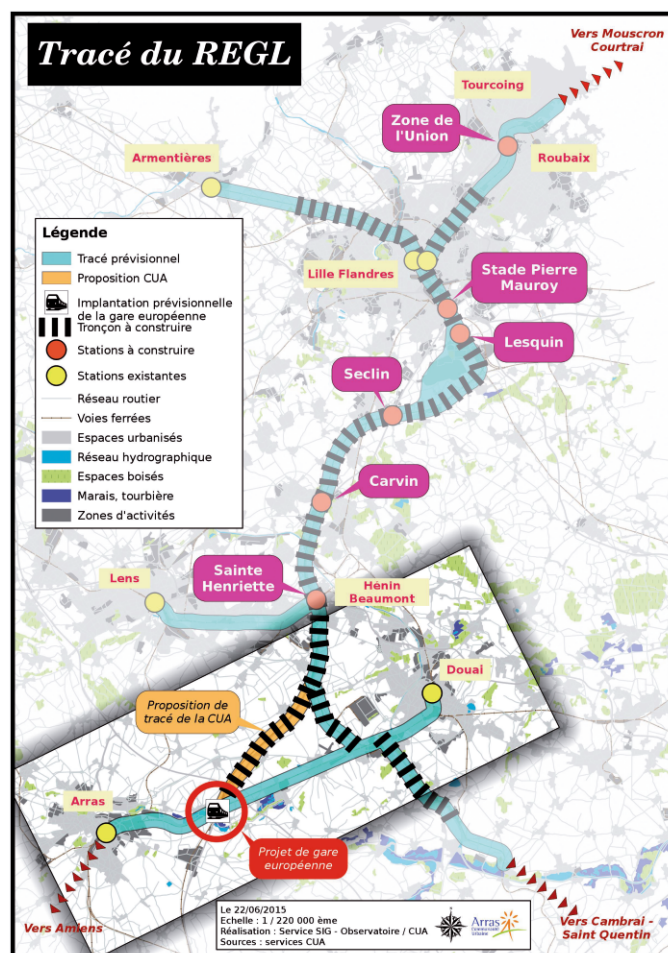 Tracé du REGL
Vers Mouscron
Courtrai
Tourcoing
Zone de
l'Union
Armentières
Roubaix
Légende
Tracé prévisionnel
Proposition CUA
Implantation prévisionnelle
de la gare européenne
Tronçon à construire
Stations à construire
Stations existantes
Réseau routier
Voies ferrées
Espaces urbanisés
Réseau hydrographique
Espaces boisés
Marais, tourbière
Zones d'activités
Lille Flandres
Stade Pierre
Mauroy
Lesquin
Seclin
Carvin
Sainte
Henriette
Lens
Hénin
Beaumont
Douai
Proposition de
tracé de la CUA
Arras
Projet de gare
européenne
Vers Amiens
Vers Cambrai -
Saint Quentin
Le 22/06/2015
Echelle : 1 / 220 000 ème
Réalisation : Service SIG - Observatoire / CUA
Sources : services CUA
Arras
Communauté
Urbaine